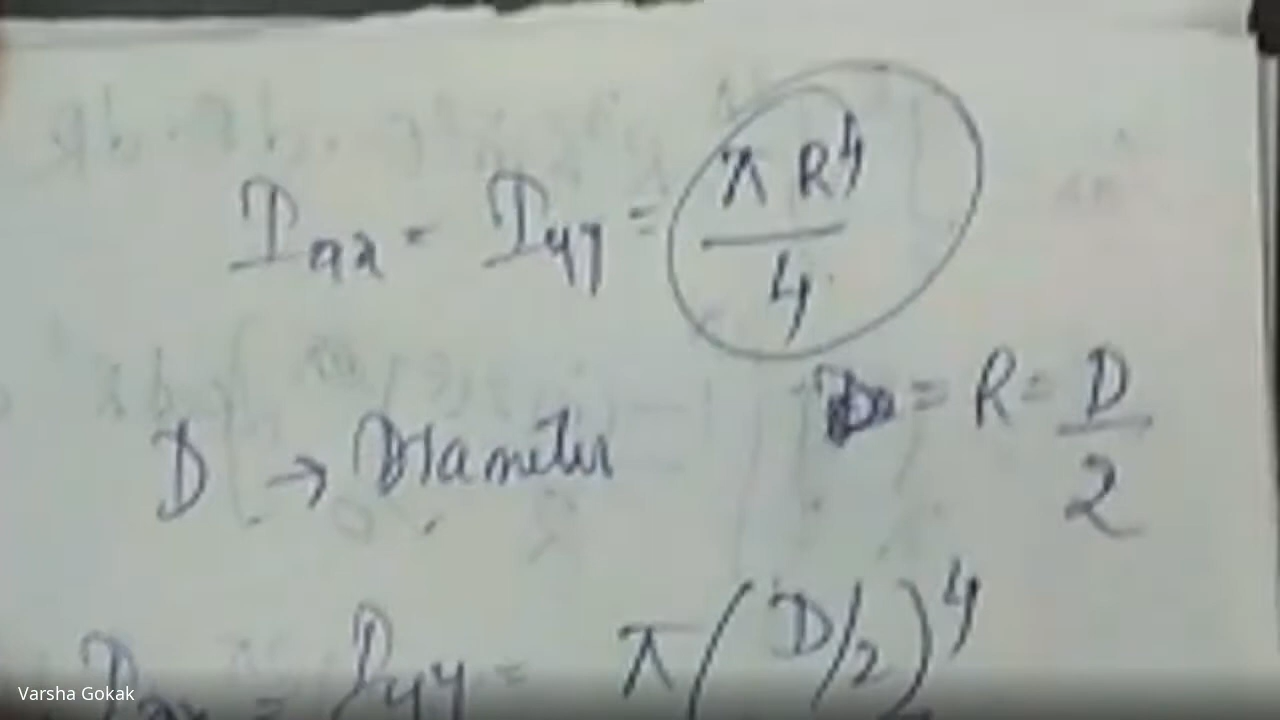 Ixx = Iyy = πR⁴/4
D → Diameter
= R = D/2
Ixx = Iyy = π(D/2)⁴
Varsha Gokak